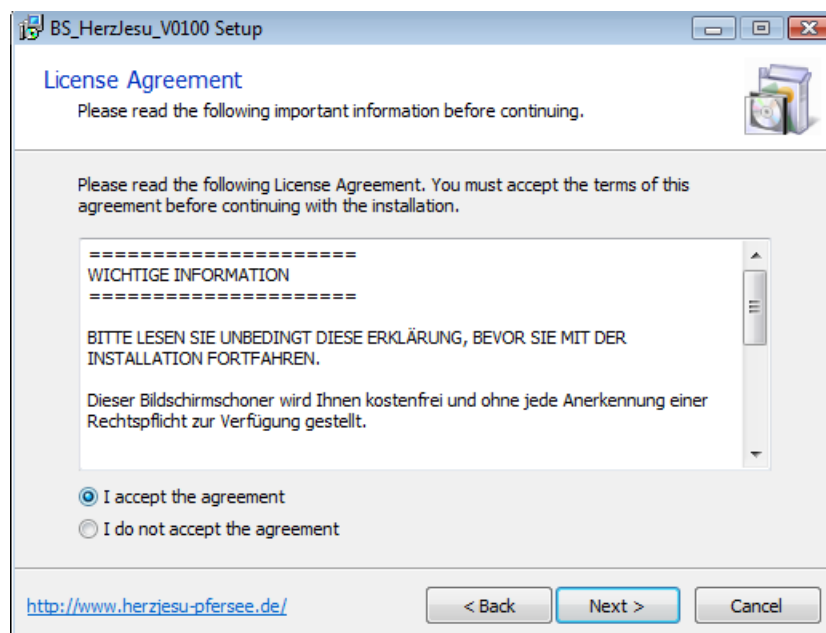 BS_HerzJesu_V0100 Setup
License Agreement
Please read the following important information before continuing.
Please read the following License Agreement. You must accept the terms of this
agreement before continuing with the installation.
=====================
WICHTIGE INFORMATION
=====================
BITTE LESEN SIE UNBEDINGT DIESE ERKLÄRUNG, BEVOR SIE MIT DER
INSTALLATION FORTFAHREN.
Dieser Bildschirmschoner wird Ihnen kostenfrei und ohne jede Anerkennung einer
Rechtspflicht zur Verfügung gestellt.
I accept the agreement
I do not accept the agreement
http://www.herzjesu-pfersee.de/ < Back Next > Cancel